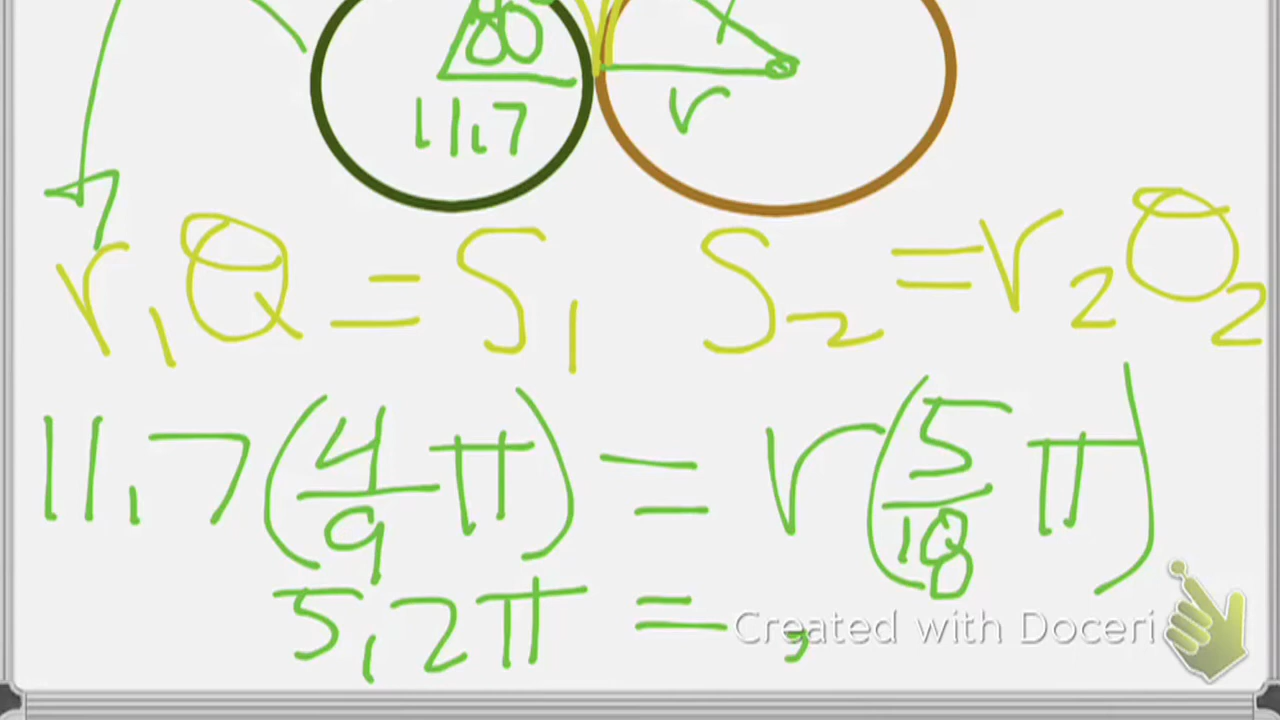 80
11,7 r
r₁θ = S₁ S₂ = r₂θ₂
11,7(4/9 π) = r(5/18 π)
5,2π = ,
Created with Doceri